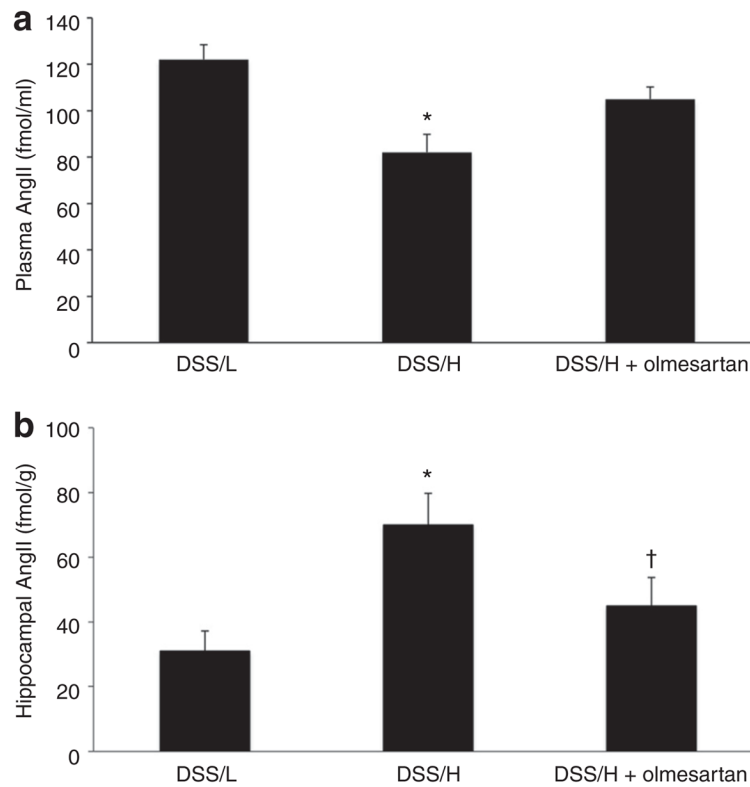 a
Plasma AngII (fmol/ml)
140
120
100
80
60
40
20
0
*
DSS/L
DSS/H
DSS/H + olmesartan
b
Hippocampal AngII (fmol/g)
100
80
60
40
20
0
*
†
DSS/L
DSS/H
DSS/H + olmesartan